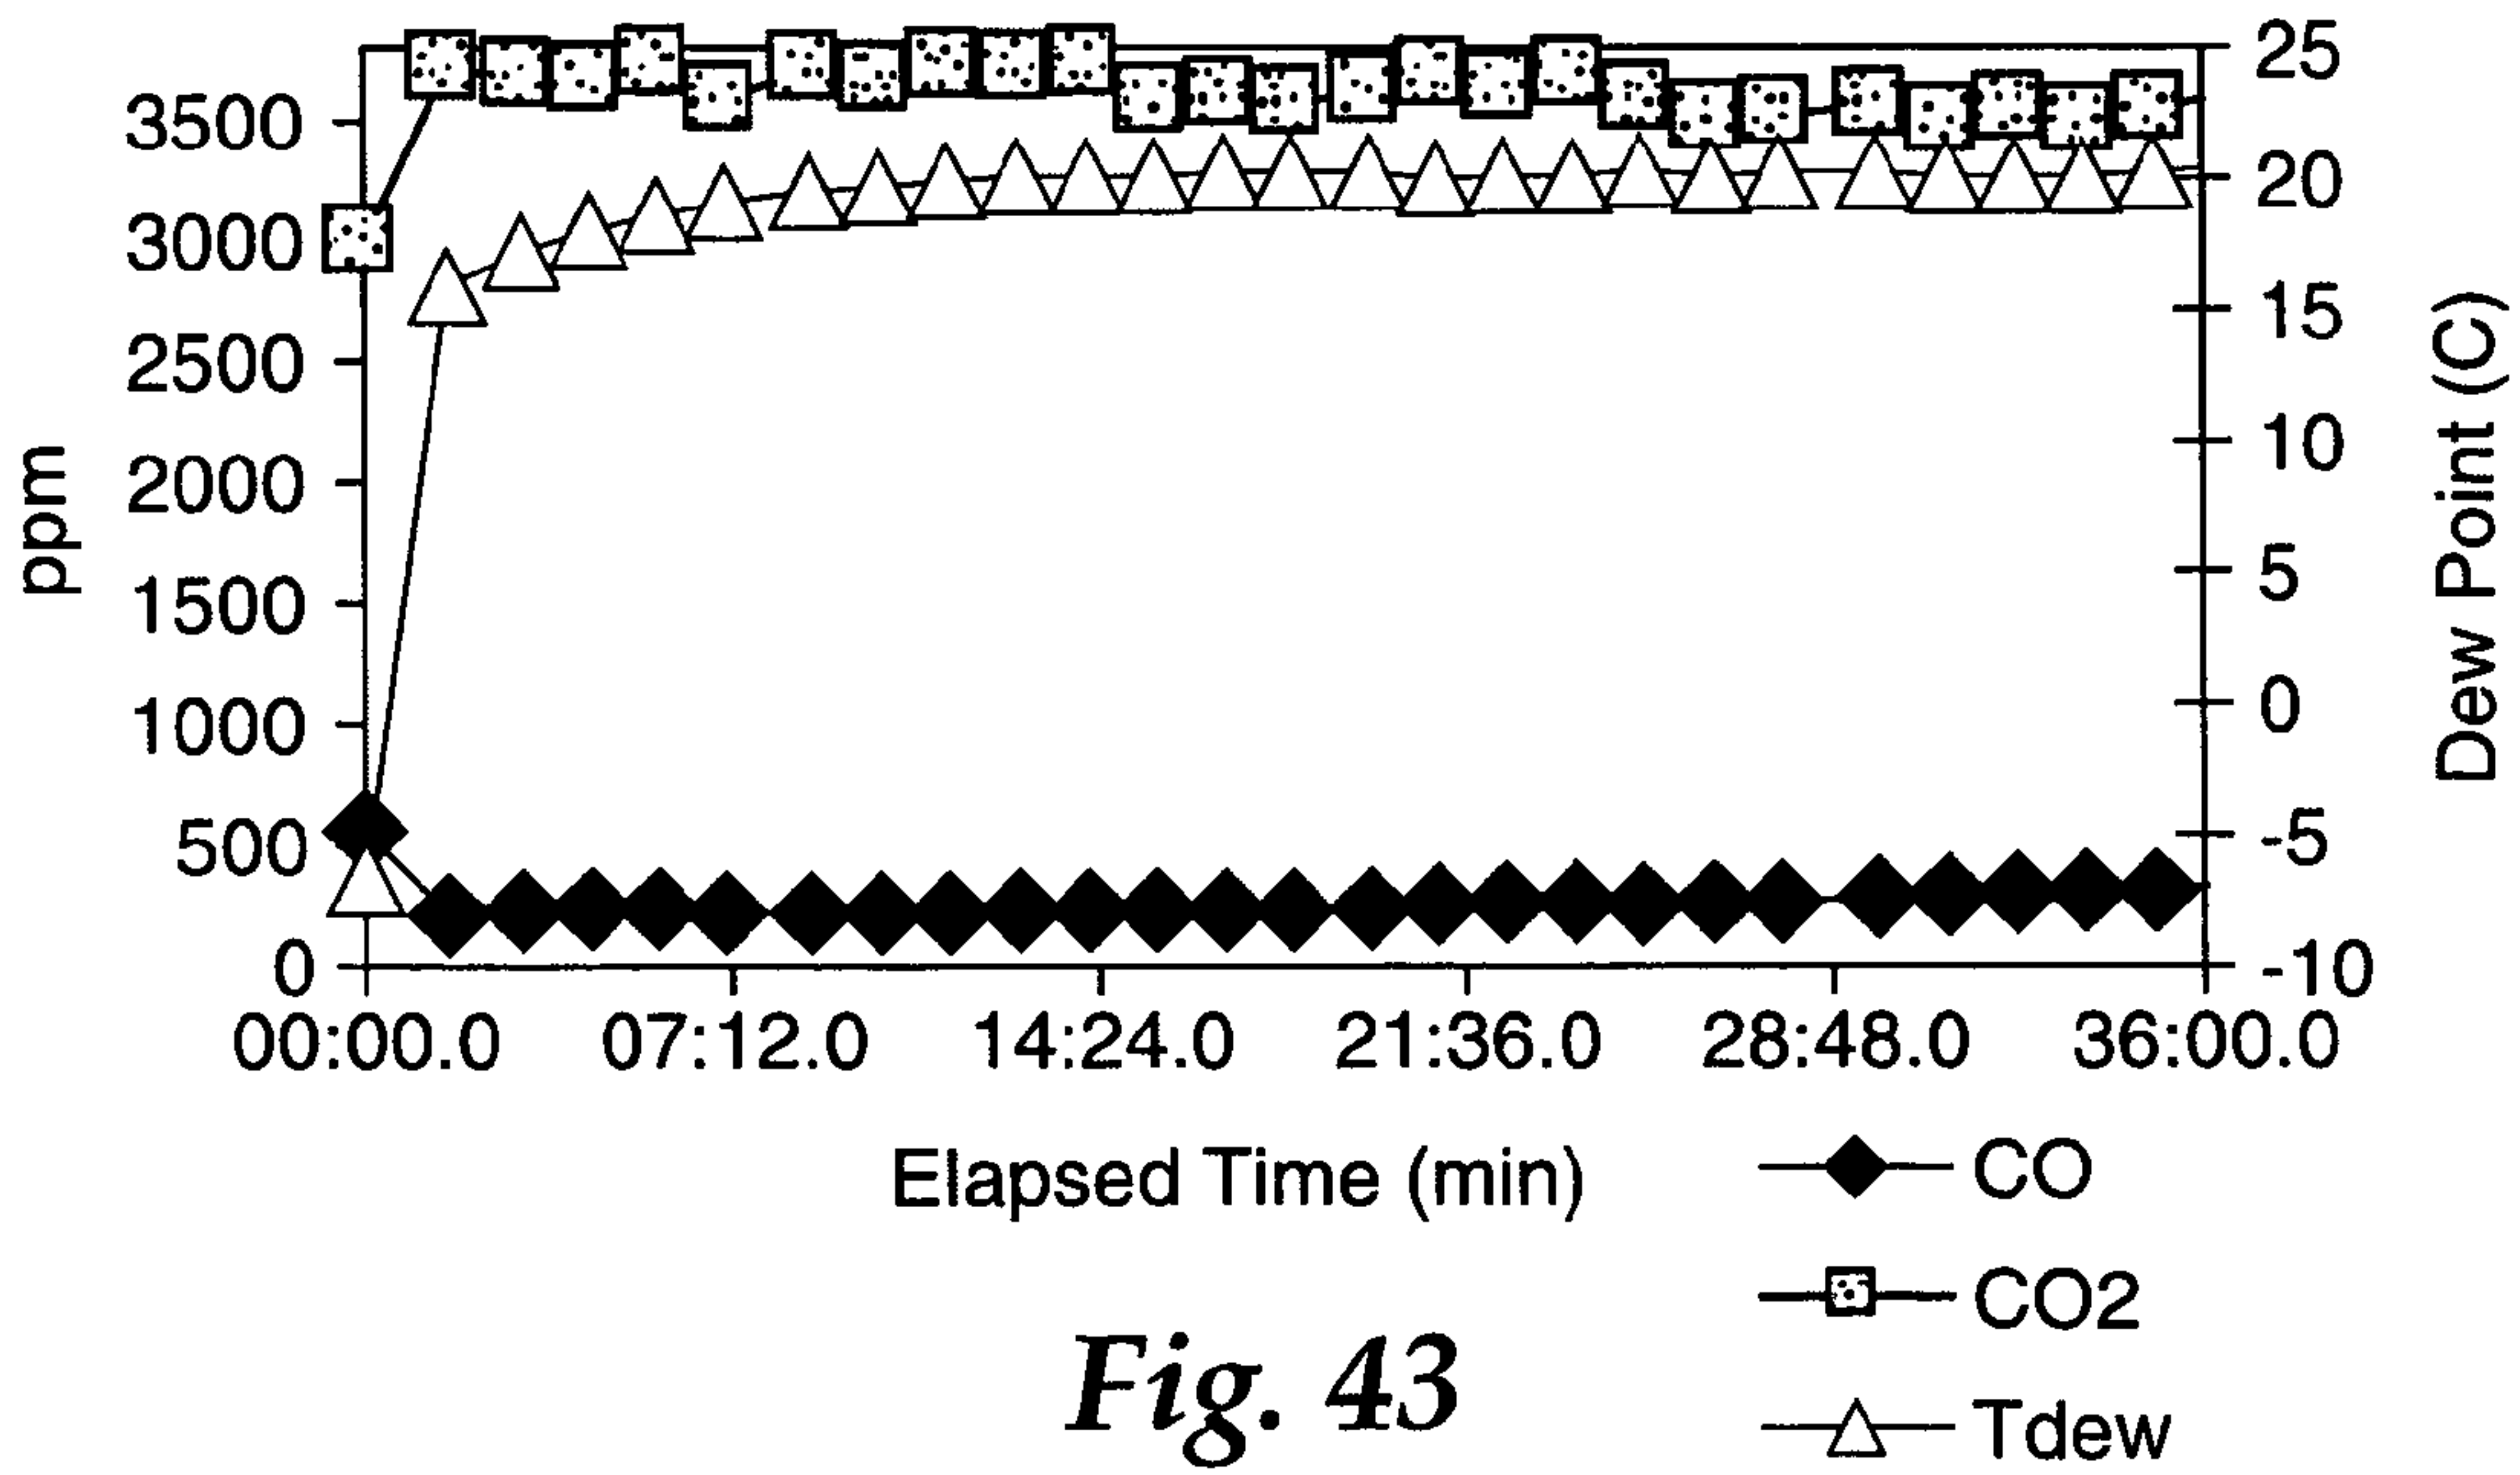 25
3500
20
3000
15
2500
10
2000
ppm
Dew Point (C)
5
1500
0
1000
-5
500
0
-10
00:00.0 07:12.0 14:24.0 21:36.0 28:48.0 36:00.0
Elapsed Time (min)
CO
CO2
Tdew
Fig. 43